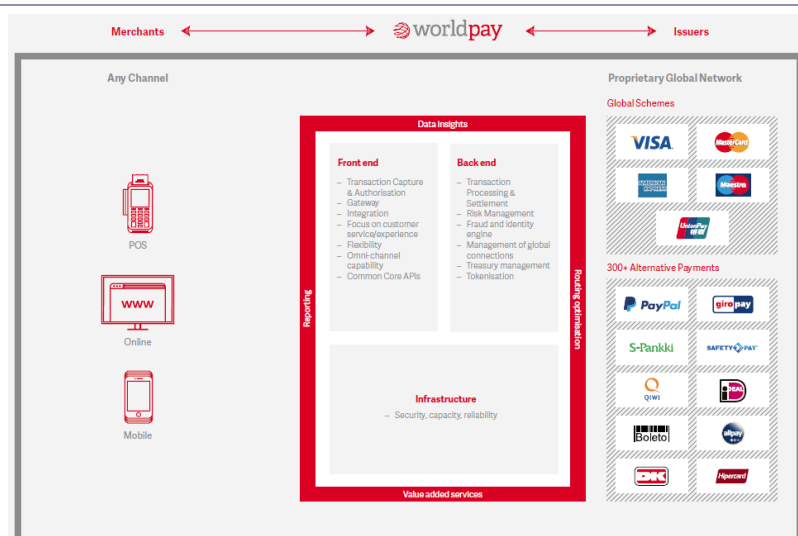 Merchants
worldpay
Issuers
Any Channel
Proprietary Global Network
Global Schemes
Data Insights
VISA
MasterCard
Front end
– Transaction Capture
& Authorisation
– Gateway
– Integration
– Focus on customer
service/experience
– Flexibility
– Omni-channel
capability
– Common Core APIs
Back end
– Transaction
Processing &
Settlement
– Risk Management
– Fraud and identity
engine
– Management of global
connections
– Treasury management
– Tokenisation
AMERICAN
EXPRESS
Maestro
UnionPay
银联
POS
300+ Alternative Payments
Reporting
Routing optimisation
www
Online
PayPal
giropay
S-Pankki
SAFETYPAY
QIWI
iDEAL
Infrastructure
– Security, capacity, reliability
Mobile
Boleto
alipay
DK
Hipercard
Value added services